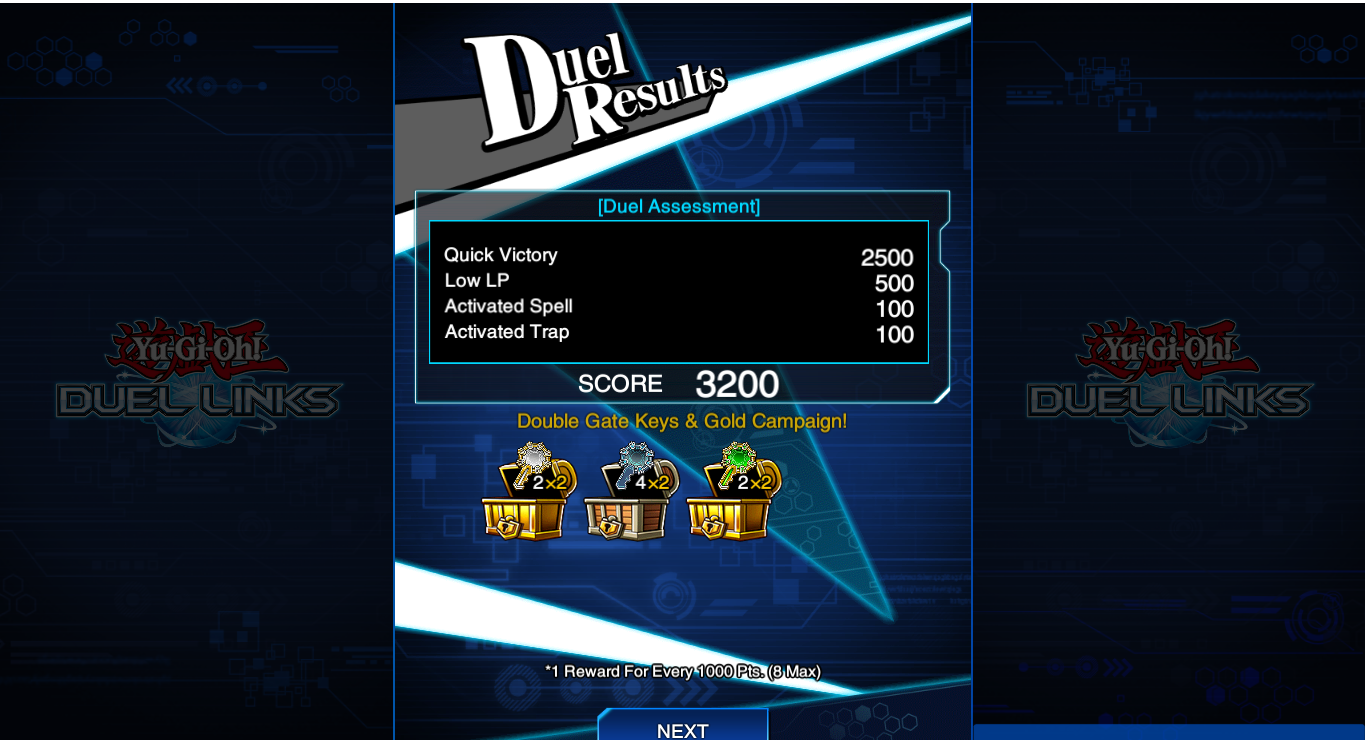 Duel
Results
[Duel Assessment]
Quick Victory 2500
Low LP 500
Activated Spell 100
Activated Trap 100
SCORE 3200
Double Gate Keys & Gold Campaign!
2×2 4×2 2×2
遊戯王 遊戯王
Yu-Gi-Oh! Yu-Gi-Oh!
DUEL LINKS DUEL LINKS
*1 Reward For Every 1000 Pts. (8 Max)
NEXT